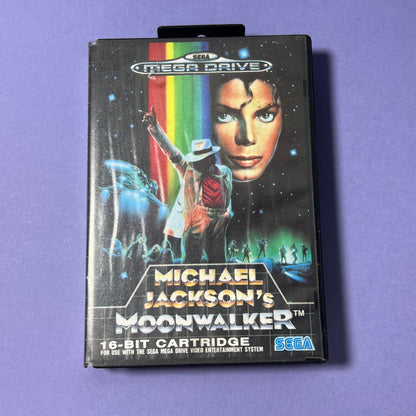 SEGA
MEGA DRIVE
MICHAEL
JACKSON'S
MOONWALKER™
16-BIT CARTRIDGE
FOR USE WITH THE SEGA MEGA DRIVE VIDEO ENTERTAINMENT SYSTEM
SEGA